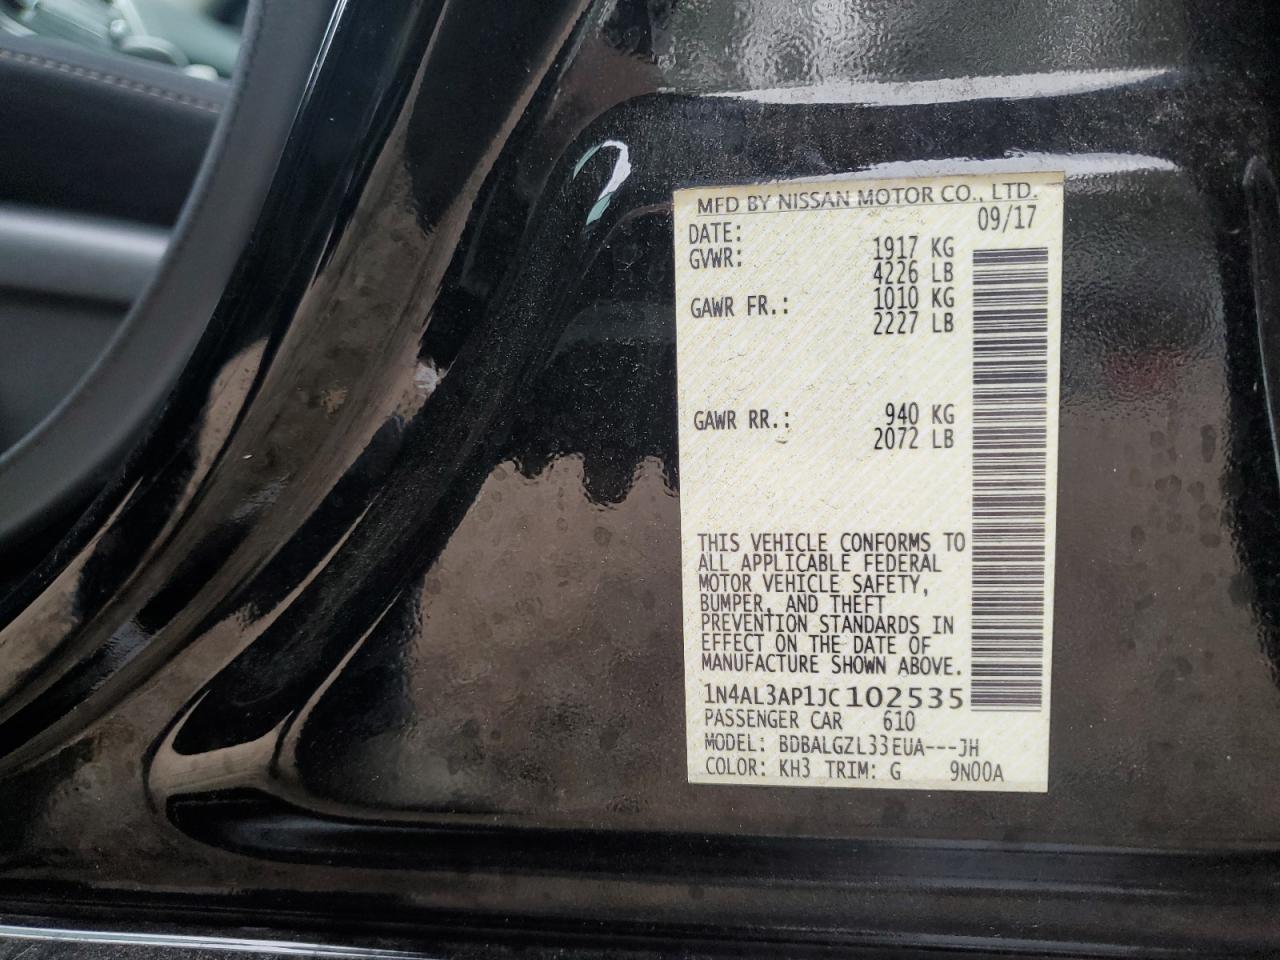 MFD BY NISSAN MOTOR CO., LTD.
DATE: 09/17
GVWR: 1917 KG
4226 LB
GAWR FR.: 1010 KG
2227 LB
GAWR RR.: 940 KG
2072 LB
THIS VEHICLE CONFORMS TO
ALL APPLICABLE FEDERAL
MOTOR VEHICLE SAFETY,
BUMPER, AND THEFT
PREVENTION STANDARDS IN
EFFECT ON THE DATE OF
MANUFACTURE SHOWN ABOVE.
1N4AL3AP1JC102535
PASSENGER CAR 610
MODEL: BDBALGZL33EUA---JH
COLOR: KH3 TRIM: G 9N00A